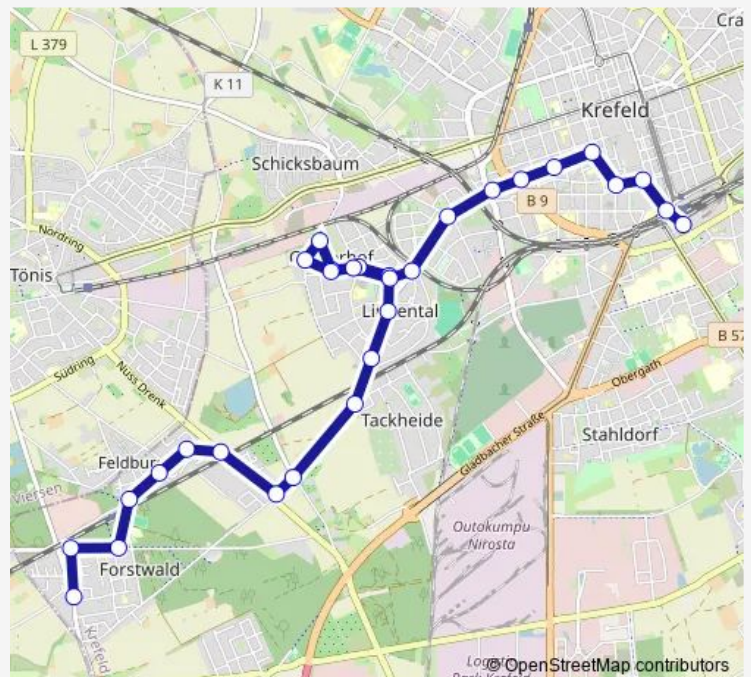 Cra
L 379
K 11
Krefeld
Schicksbaum
B 9
Nordring
Tönis
Südring
Nuss Drenk
B 57
Obergath
Tackheide
Gladbacher Straße
Stahldorf
Viersen
Outokumpu
Nirosta
Forstwald
Krefeld
© OpenStreetMap contributors